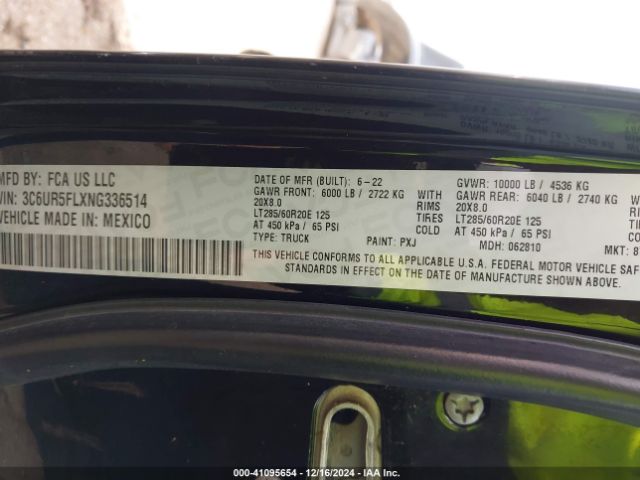 MFD BY: FCA US LLC
VIN: 3C6UR5FLXNG336514
VEHICLE MADE IN: MEXICO
DATE OF MFR (BUILT): 6-22
GVWR: 10000 LB / 4536 KG
GAWR FRONT: 6000 LB / 2722 KG WITH GAWR REAR: 6040 LB / 2740 KG
20X8.0 RIMS 20X8.0
LT285/60R20E 125 TIRES LT285/60R20E 125
AT 450 kPa / 65 PSI COLD AT 450 kPa / 65 PSI
TYPE: TRUCK PAINT: PXJ MDH: 062810 MKT: 8
THIS VEHICLE CONFORMS TO ALL APPLICABLE U.S.A. FEDERAL MOTOR VEHICLE SAF
STANDARDS IN EFFECT ON THE DATE OF MANUFACTURE SHOWN ABOVE.
000-41095654 / 12/16/2024 / IAA Inc.